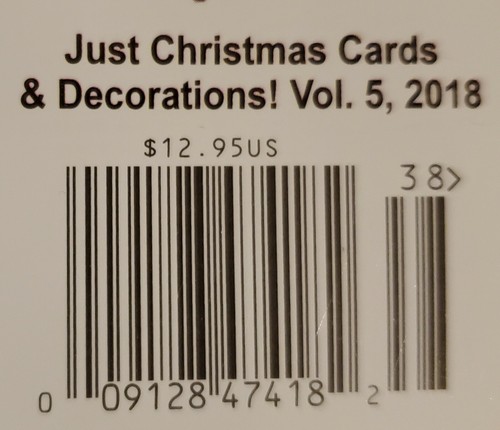 Just Christmas Cards
& Decorations! Vol. 5, 2018
$12.95US
38>
0 09128 47418 2